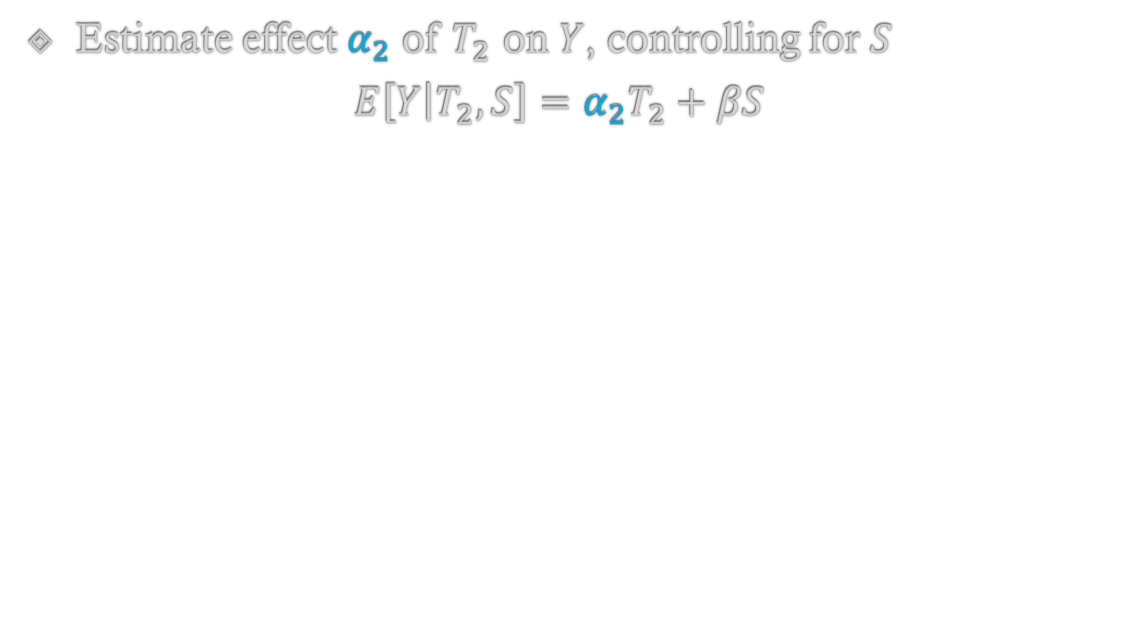 ❖ Estimate effect α₂ of T₂ on Y, controlling for S
E[Y|T₂, S] = α₂T₂ + βS